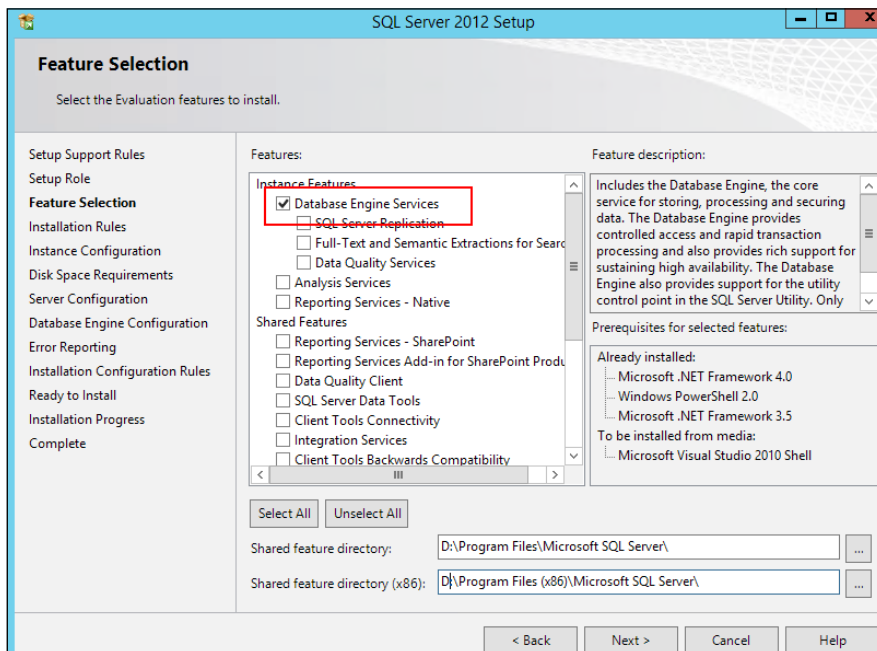 SQL Server 2012 Setup
Feature Selection
Select the Evaluation features to install.
Setup Support Rules
Setup Role
Feature Selection
Installation Rules
Instance Configuration
Disk Space Requirements
Server Configuration
Database Engine Configuration
Error Reporting
Installation Configuration Rules
Ready to Install
Installation Progress
Complete
Features:
Instance Features
Database Engine Services
SQL Server Replication
Full-Text and Semantic Extractions for Searc
Data Quality Services
Analysis Services
Reporting Services - Native
Shared Features
Reporting Services - SharePoint
Reporting Services Add-in for SharePoint Produ
Data Quality Client
SQL Server Data Tools
Client Tools Connectivity
Integration Services
Client Tools Backwards Compatibility
Feature description:
Includes the Database Engine, the core
service for storing, processing and securing
data. The Database Engine provides
controlled access and rapid transaction
processing and also provides rich support for
sustaining high availability. The Database
Engine also provides support for the utility
control point in the SQL Server Utility. Only
Prerequisites for selected features:
Already installed:
Microsoft .NET Framework 4.0
Windows PowerShell 2.0
Microsoft .NET Framework 3.5
To be installed from media:
Microsoft Visual Studio 2010 Shell
Select All
Unselect All
Shared feature directory:
D:\Program Files\Microsoft SQL Server\
...
Shared feature directory (x86):
D:\Program Files (x86)\Microsoft SQL Server\
...
< Back
Next >
Cancel
Help